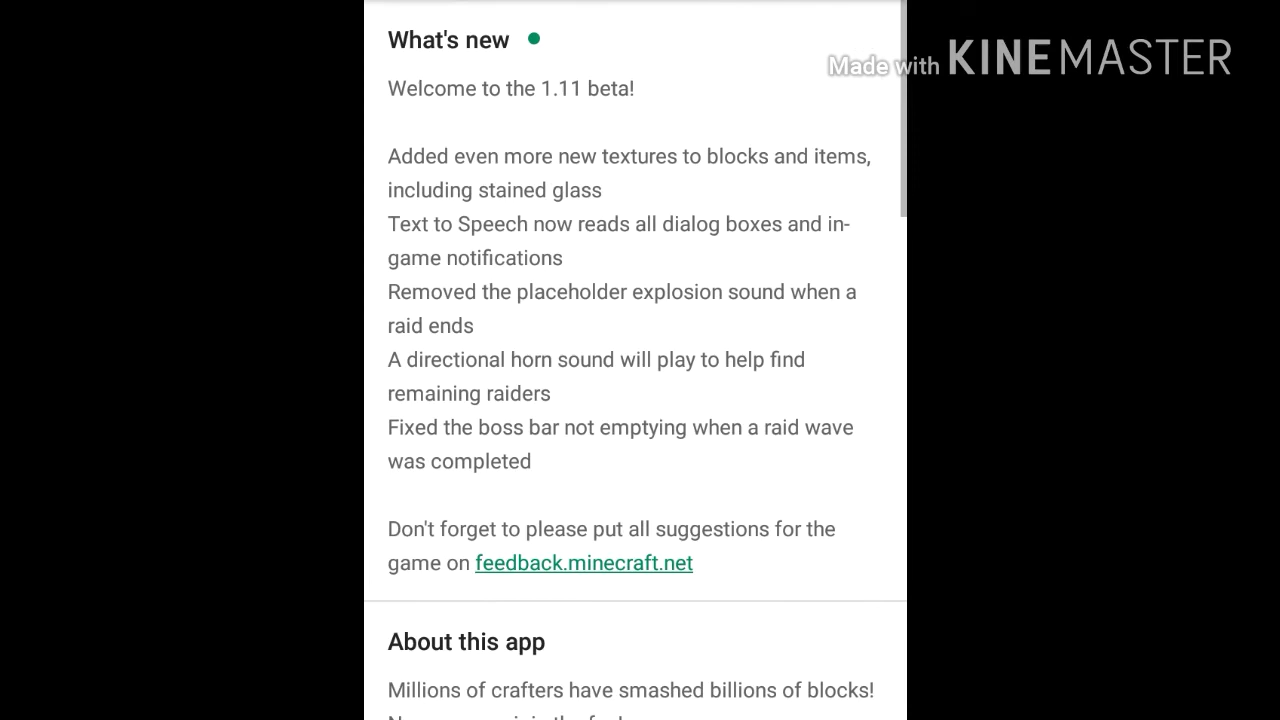 What's new
Made with KINEMASTER
Welcome to the 1.11 beta!
Added even more new textures to blocks and items,
including stained glass
Text to Speech now reads all dialog boxes and in-
game notifications
Removed the placeholder explosion sound when a
raid ends
A directional horn sound will play to help find
remaining raiders
Fixed the boss bar not emptying when a raid wave
was completed
Don't forget to please put all suggestions for the
game on feedback.minecraft.net
About this app
Millions of crafters have smashed billions of blocks!